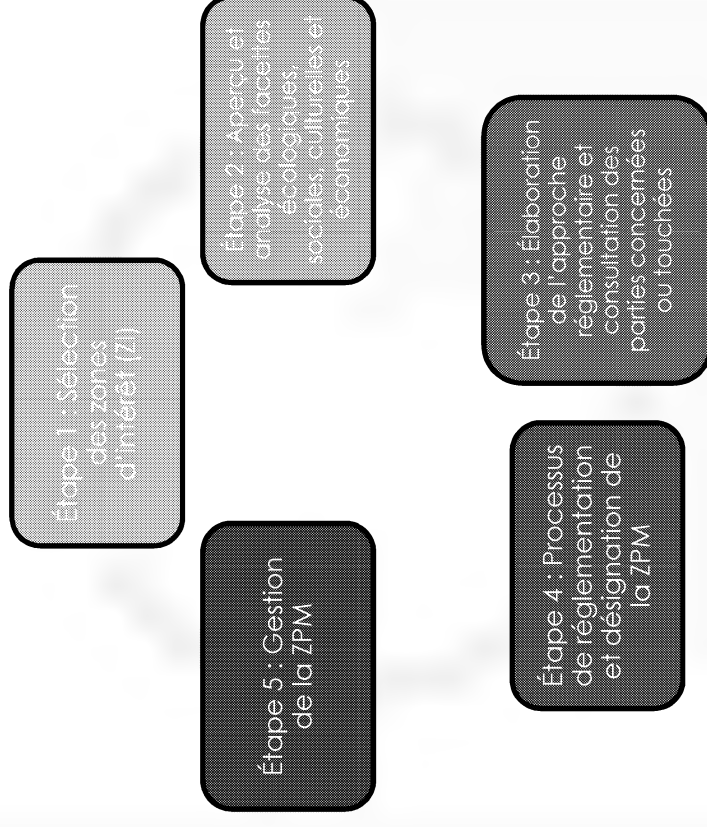 Étape 1 : Sélection
des zones
d'intérêt (ZI)
Étape 2 : Aperçu et
analyse des facettes
écologiques,
sociales, culturelles et
économiques
Étape 3 : Élaboration
de l'approche
réglementaire et
consultation des
parties concernées
ou touchées
Étape 4 : Processus
de réglementation
et désignation de
la ZPM
Étape 5 : Gestion
de la ZPM